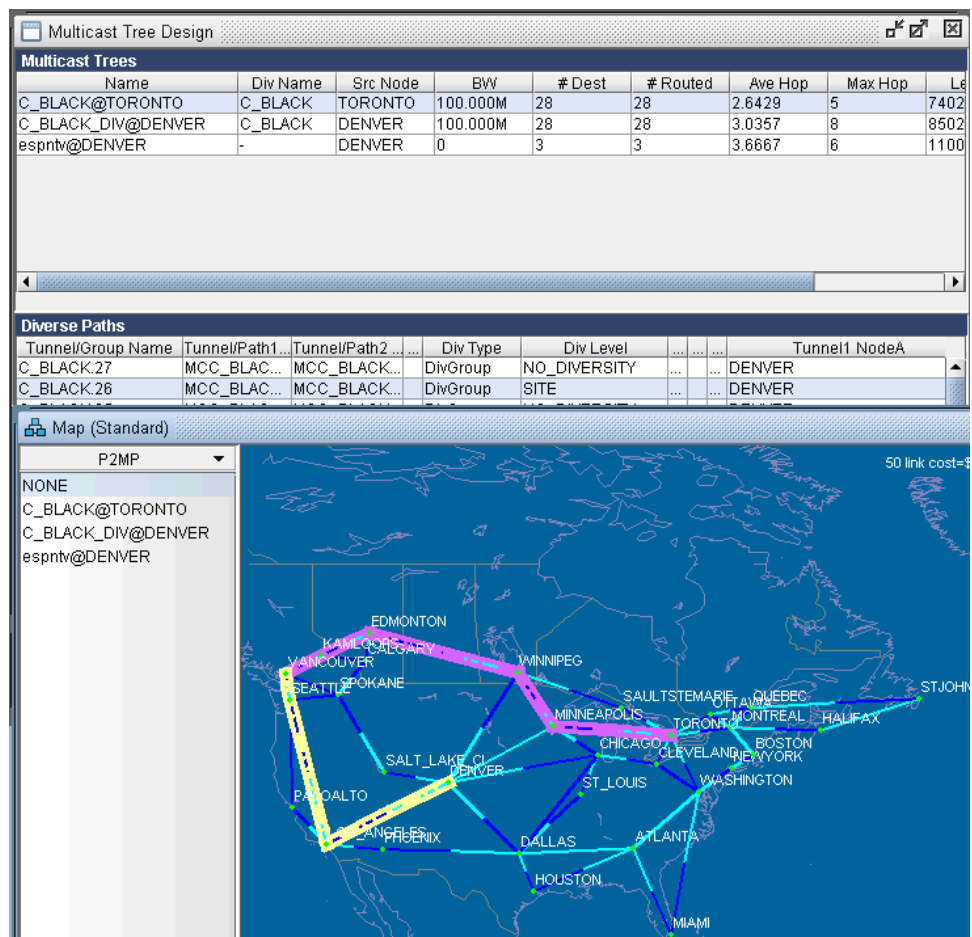 Multicast Tree Design
Multicast Trees
Name Div Name Src Node BW # Dest # Routed Ave Hop Max Hop Le
C_BLACK@TORONTO C_BLACK TORONTO 100.000M 28 28 2.6429 5 7402
C_BLACK_DIV@DENVER C_BLACK DENVER 100.000M 28 28 3.0357 8 8502
espntv@DENVER - DENVER 0 3 3 3.6667 6 1100
Diverse Paths
Tunnel/Group Name Tunnel/Path1... Tunnel/Path2 ... ... Div Type Div Level ... ... ... Tunnel1 NodeA
C_BLACK.27 MCC_BLAC... MCC_BLACK... DivGroup NO_DIVERSITY ... ... DENVER
C_BLACK.26 MCC_BLAC... MCC_BLACK... DivGroup SITE ... ... DENVER
Map (Standard)
P2MP
50 link cost=$
NONE
C_BLACK@TORONTO
C_BLACK_DIV@DENVER
espntv@DENVER
EDMONTON
KAMLOOPS
CALGARY
VANCOUVER
WINNIPEG
SEATTLE
SPOKANE
SAULTSTEMARIE
OTTAWA
QUEBEC
STJOHN
MINNEAPOLIS
TORONTO
MONTREAL
HALIFAX
CHICAGO
CLEVELAND
BOSTON
NEWYORK
SALT_LAKE_CI
DENVER
ST_LOUIS
WASHINGTON
PALOALTO
_ANGELES
PHOENIX
DALLAS
ATLANTA
HOUSTON
MIAMI